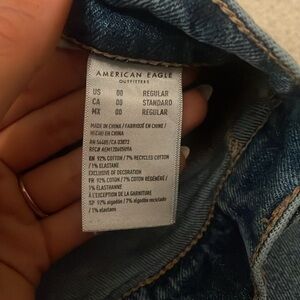 AMERICAN EAGLE
OUTFITTERS
US 00 REGULAR
CA 00 STANDARD
MX 00 REGULAR
MADE IN CHINA / FABRIQUÉ EN CHINE /
HECHO EN CHINA
RN 54485 / CA 03072
EN 92% COTTON / 7% RECYCLED COTTON
/ 1% ELASTANE
EXCLUSIVE OF DECORATION
FR 92% COTON / 7% COTON RÉGÉNÉRÉ /
1% ÉLASTHANNE
À L'EXCEPTION DE LA GARNITURE
SP 92% algodón / 7% algodón reciclado
/ 1% elastano